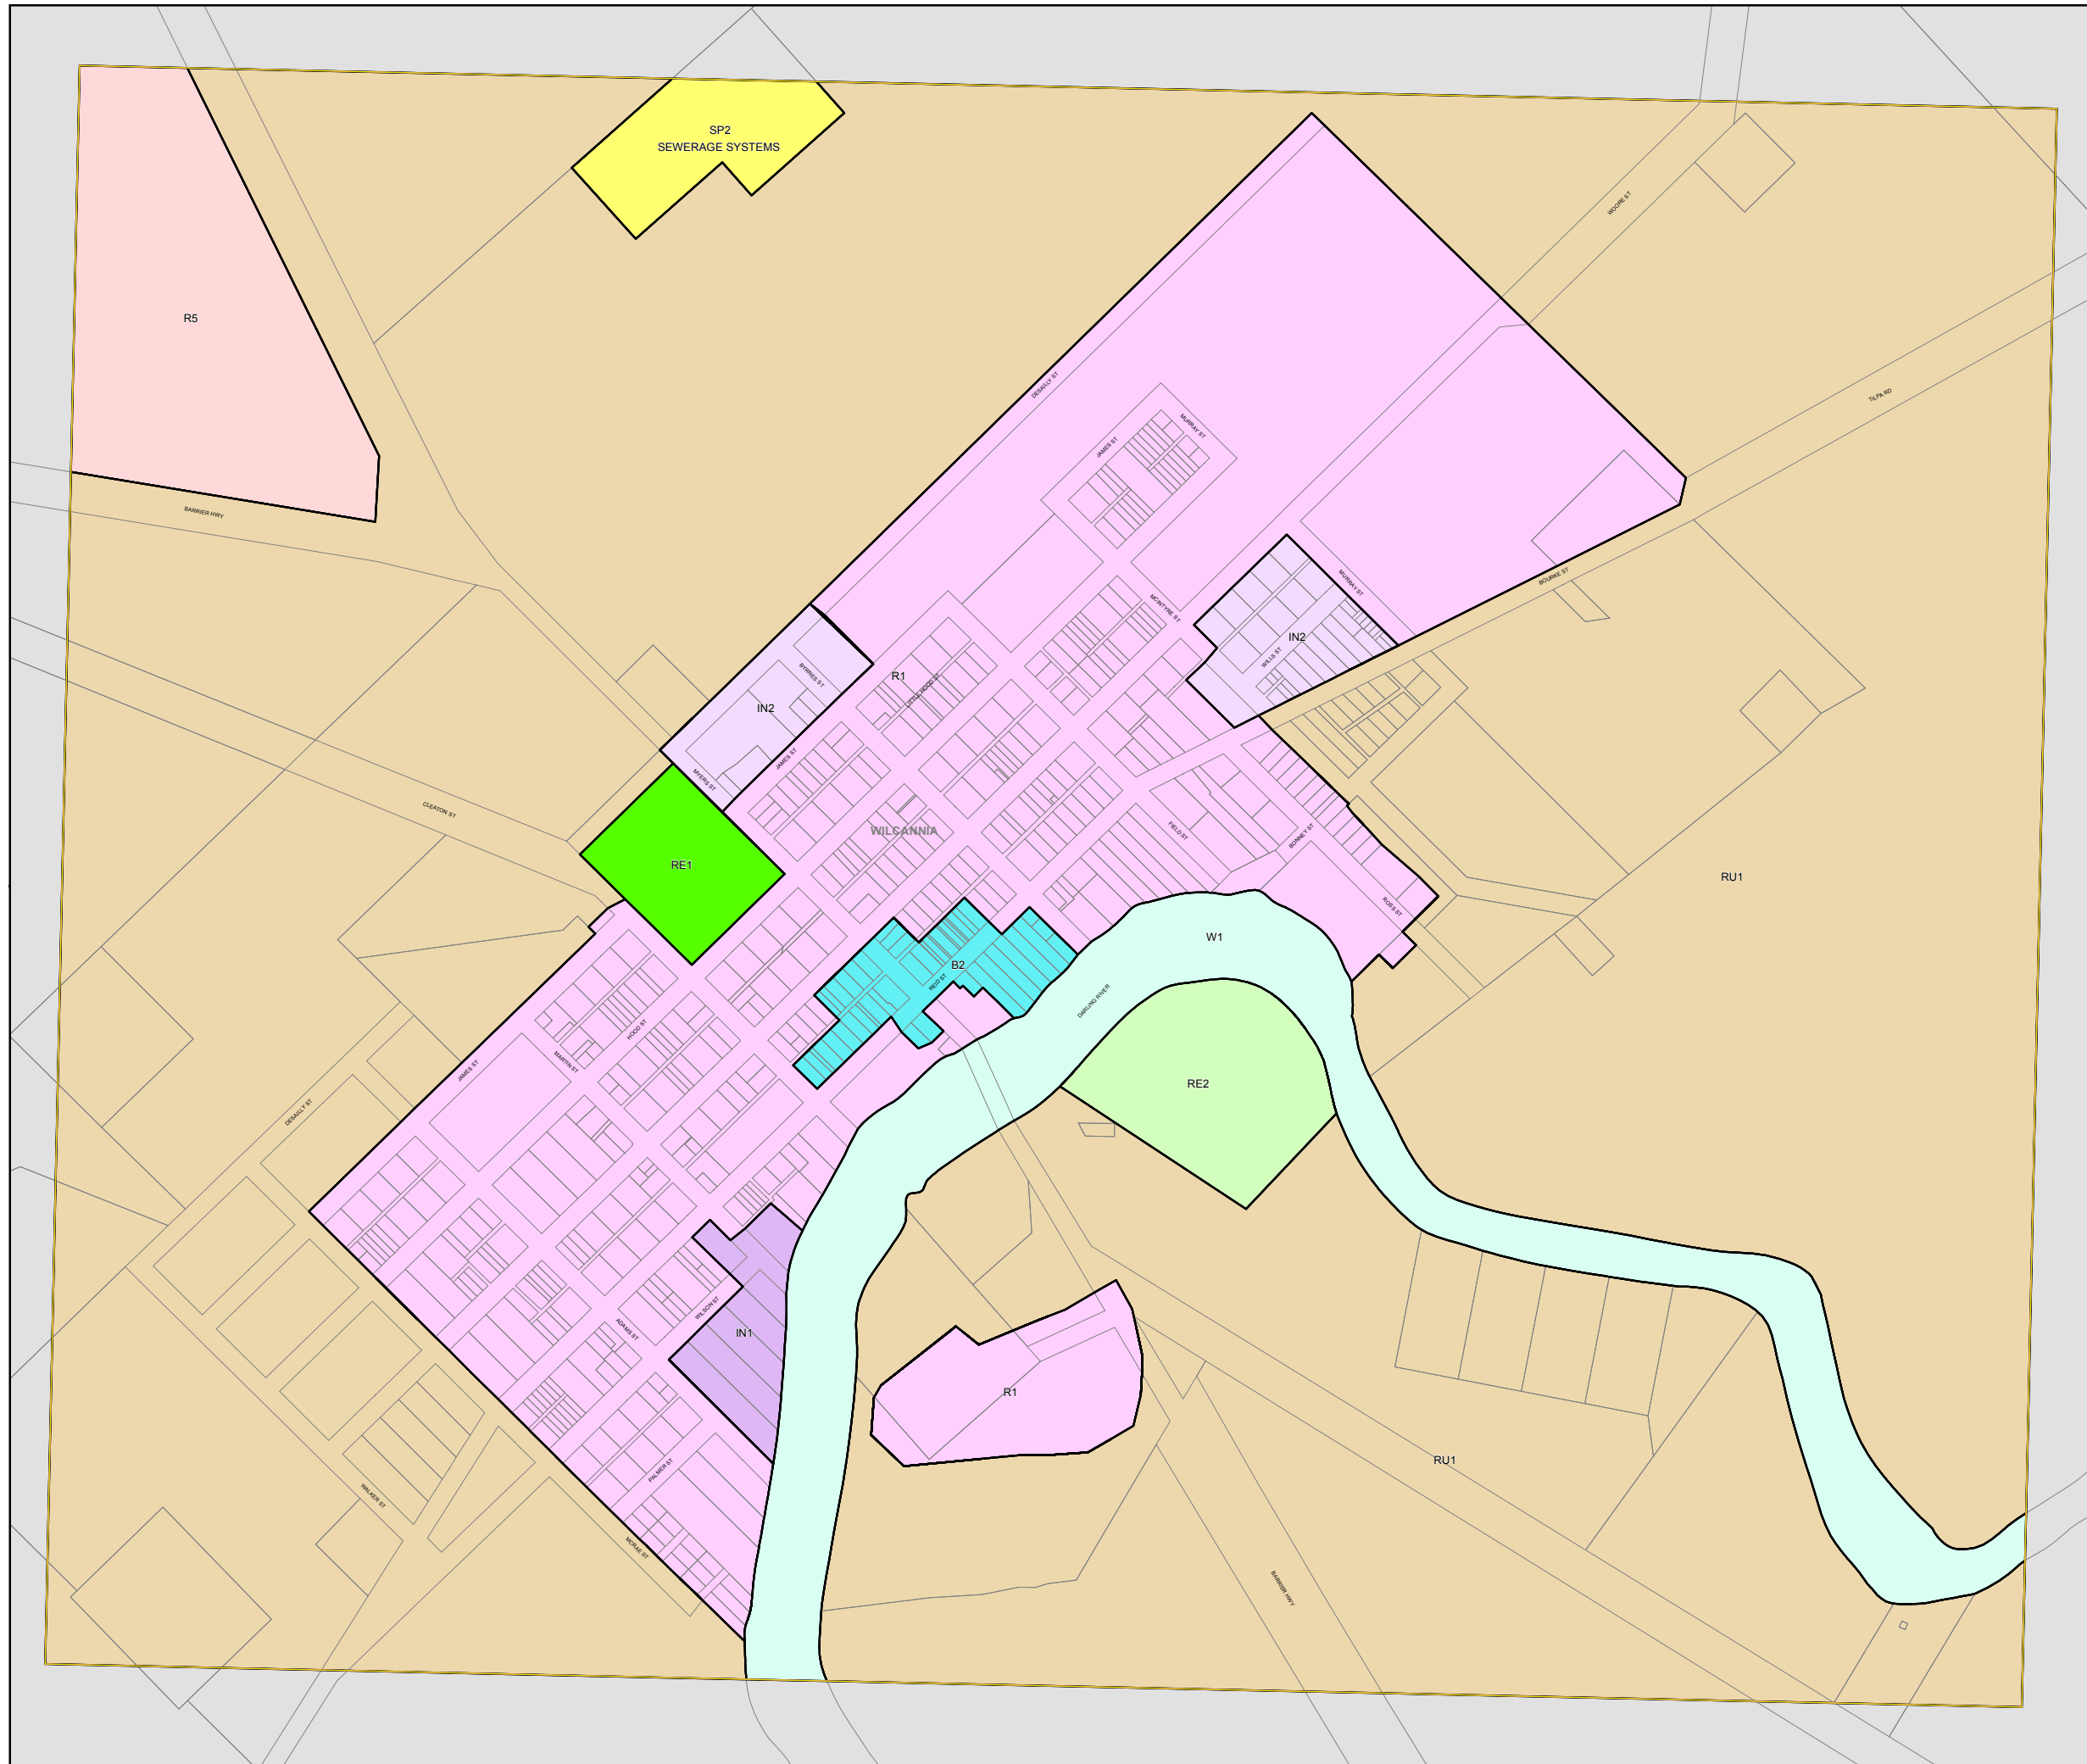 SP2
SEWERAGE SYSTEMS
WOORE ST
R5
DESAILLY ST
TILPA RD
MURRAY ST
JAMES ST
BARRIER HWY
BOURKE ST
MURRAY ST
MCINTYRE ST
IN2
WILLS ST
BYRNES ST
R1
LITTLE HOOD ST
IN2
JAMES ST
MYERS ST
CLEATON ST
WILCANNIA
FIELD ST
BONNEY ST
RE1
RU1
ROSS ST
W1
B2
REID ST
DARLING RIVER
HOOD ST
MARTIN ST
JAMES ST
RE2
DESAILLY ST
WILSON ST
ADAMS ST
IN1
R1
RU1
PALMER ST
WALKER ST
MCRAE ST
BARRIER HWY